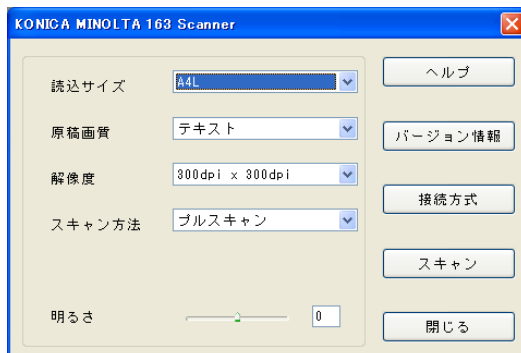 KONICA MINOLTA 163 Scanner
読込サイズ
A4L
ヘルプ
原稿画質
テキスト
バージョン情報
解像度
300dpi x 300dpi
接続方式
スキャン方法
プルスキャン
スキャン
明るさ
0
閉じる